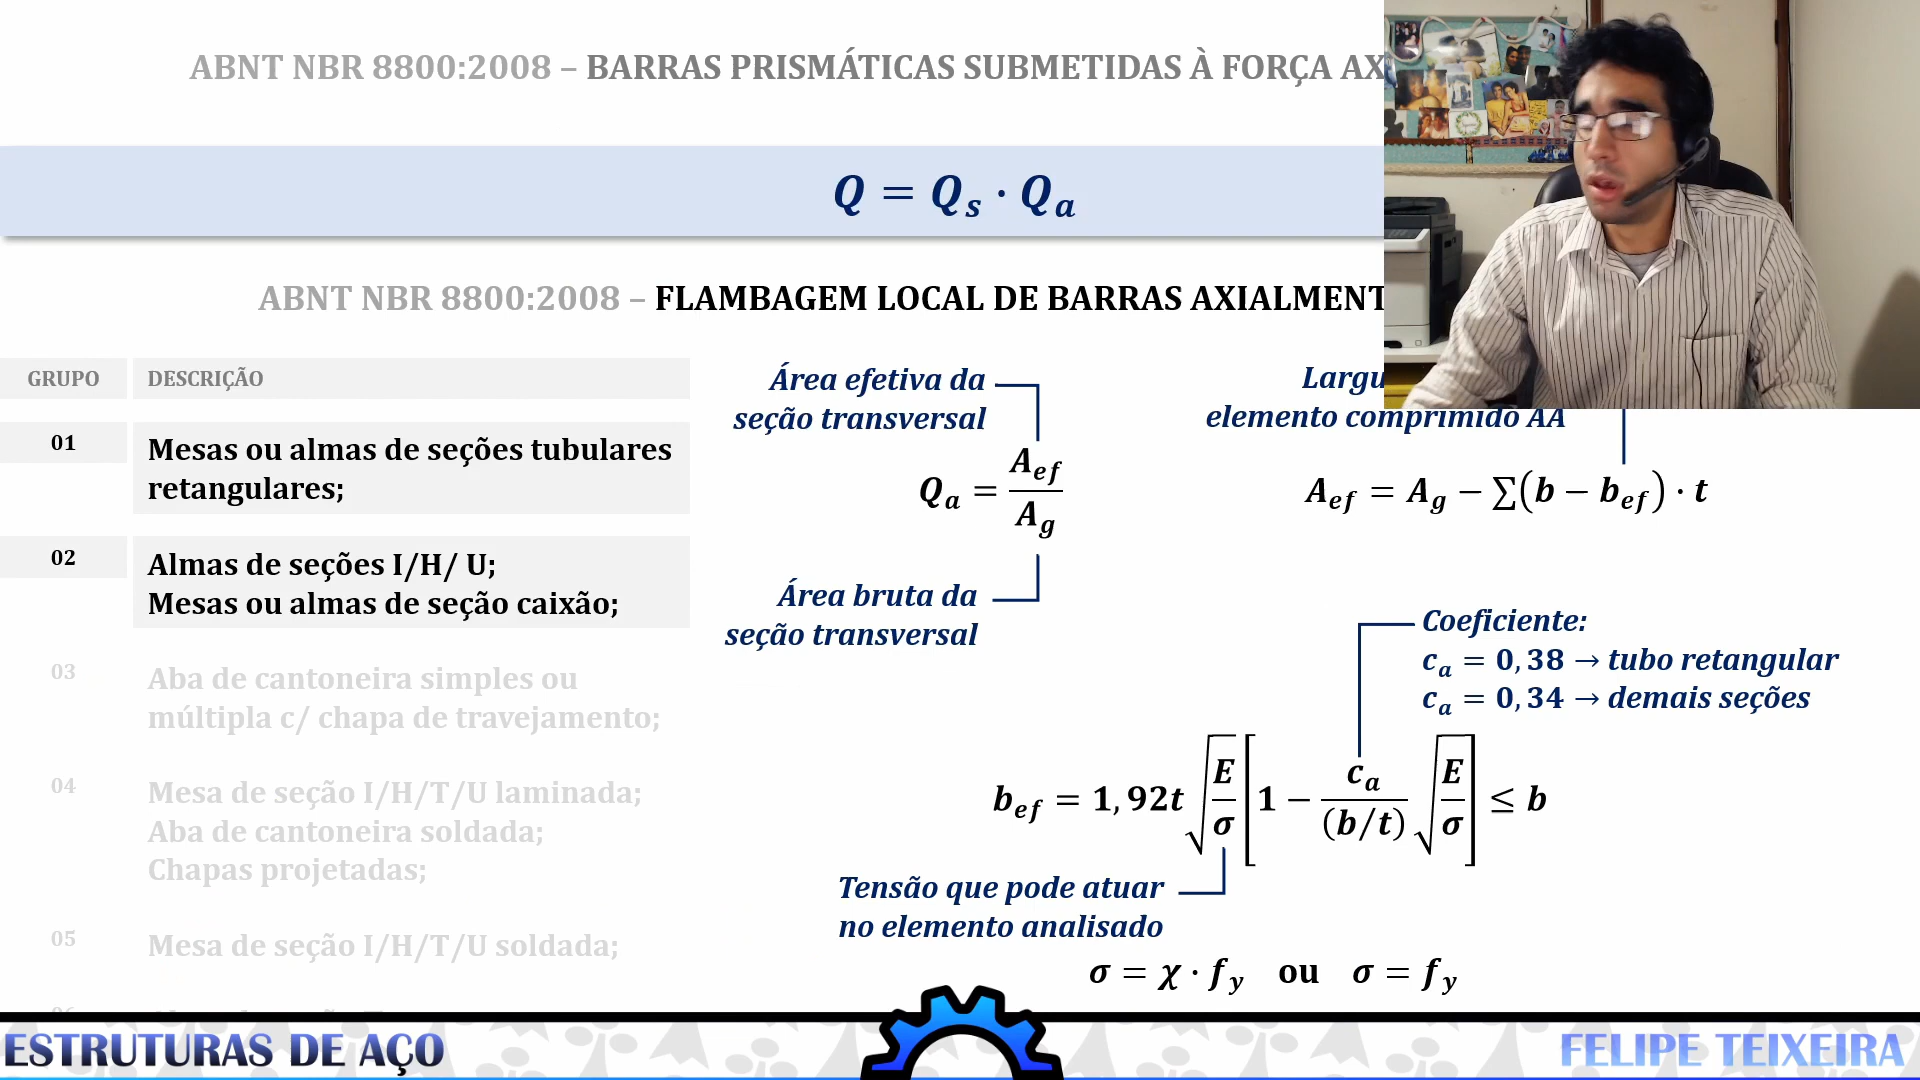 ABNT NBR 8800:2008 – BARRAS PRISMÁTICAS SUBMETIDAS À FORÇA AX
Q = Qs · Qa
ABNT NBR 8800:2008 – FLAMBAGEM LOCAL DE BARRAS AXIALMENT
GRUPO
DESCRIÇÃO
01
Mesas ou almas de seções tubulares
retangulares;
02
Almas de seções I/H/ U;
Mesas ou almas de seção caixão;
03
Aba de cantoneira simples ou
múltipla c/ chapa de travejamento;
04
Mesa de seção I/H/T/U laminada;
Aba de cantoneira soldada;
Chapas projetadas;
05
Mesa de seção I/H/T/U soldada;
Área efetiva da
seção transversal
Qa = Aef / Ag
Área bruta da
seção transversal
Largu
elemento comprimido AA
Aef = Ag − ∑(b − bef) · t
Coeficiente:
ca = 0,38 → tubo retangular
ca = 0,34 → demais seções
bef = 1,92t √(E/σ) [1 − ca/(b/t) √(E/σ)] ≤ b
Tensão que pode atuar
no elemento analisado
σ = χ · fy ou σ = fy
ESTRUTURAS DE AÇO
FELIPE TEIXEIRA